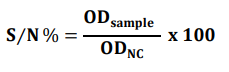 S/N % = OD_sample / OD_NC x 100